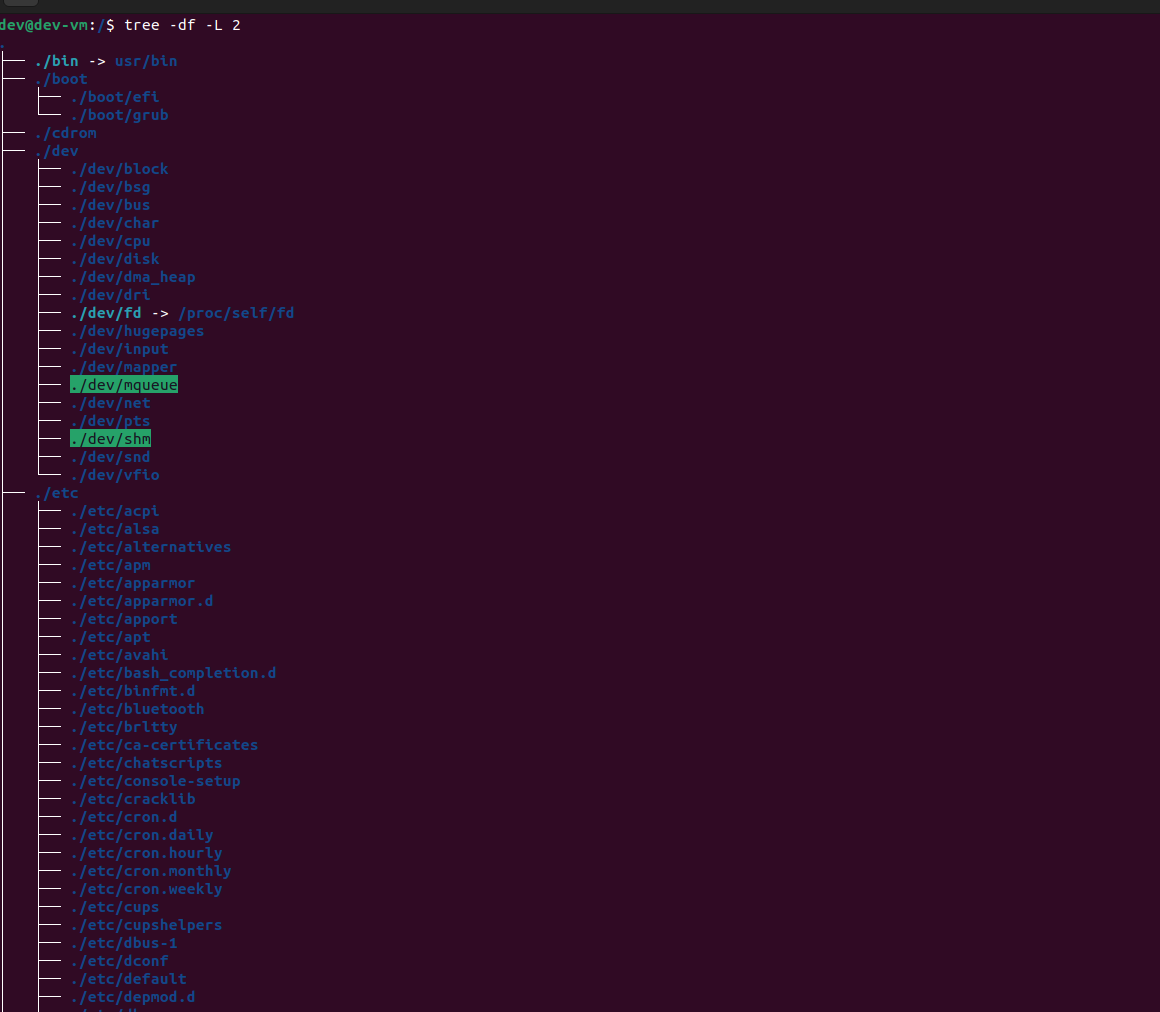 dev@dev-vm:/$ tree -df -L 2
.
├── ./bin -> usr/bin
├── ./boot
│   ├── ./boot/efi
│   └── ./boot/grub
├── ./cdrom
├── ./dev
│   ├── ./dev/block
│   ├── ./dev/bsg
│   ├── ./dev/bus
│   ├── ./dev/char
│   ├── ./dev/cpu
│   ├── ./dev/disk
│   ├── ./dev/dma_heap
│   ├── ./dev/dri
│   ├── ./dev/fd -> /proc/self/fd
│   ├── ./dev/hugepages
│   ├── ./dev/input
│   ├── ./dev/mapper
│   ├── ./dev/mqueue
│   ├── ./dev/net
│   ├── ./dev/pts
│   ├── ./dev/shm
│   ├── ./dev/snd
│   └── ./dev/vfio
├── ./etc
│   ├── ./etc/acpi
│   ├── ./etc/alsa
│   ├── ./etc/alternatives
│   ├── ./etc/apm
│   ├── ./etc/apparmor
│   ├── ./etc/apparmor.d
│   ├── ./etc/apport
│   ├── ./etc/apt
│   ├── ./etc/avahi
│   ├── ./etc/bash_completion.d
│   ├── ./etc/binfmt.d
│   ├── ./etc/bluetooth
│   ├── ./etc/brltty
│   ├── ./etc/ca-certificates
│   ├── ./etc/chatscripts
│   ├── ./etc/console-setup
│   ├── ./etc/cracklib
│   ├── ./etc/cron.d
│   ├── ./etc/cron.daily
│   ├── ./etc/cron.hourly
│   ├── ./etc/cron.monthly
│   ├── ./etc/cron.weekly
│   ├── ./etc/cups
│   ├── ./etc/cupshelpers
│   ├── ./etc/dbus-1
│   ├── ./etc/dconf
│   ├── ./etc/default
│   ├── ./etc/depmod.d